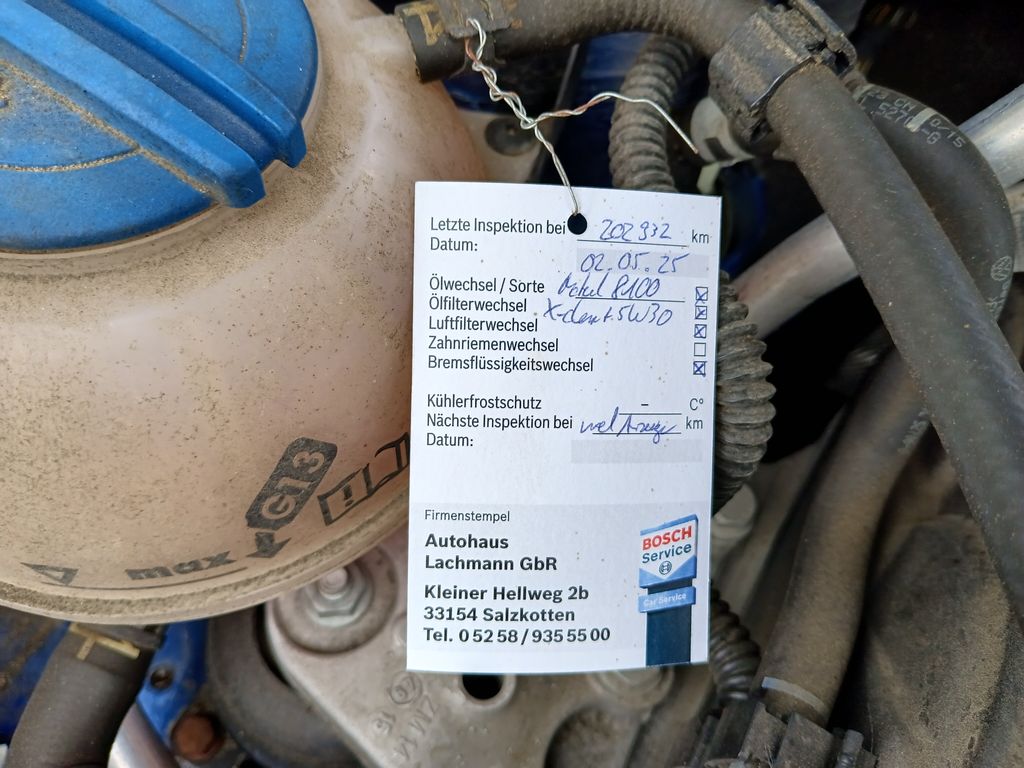 Letzte Inspektion bei 202932 km
Datum: 02.05.25
Ölwechsel / Sorte Motul 8100
Ölfilterwechsel X-clean+ 5W30
Luftfilterwechsel
Zahnriemenwechsel
Bremsflüssigkeitswechsel
Kühlerfrostschutz – C°
Nächste Inspektion bei km
Datum:
Firmenstempel
Autohaus
Lachmann GbR
Kleiner Hellweg 2b
33154 Salzkotten
Tel. 0 52 58 / 935 55 00
BOSCH
Service
Car Service
G13
max